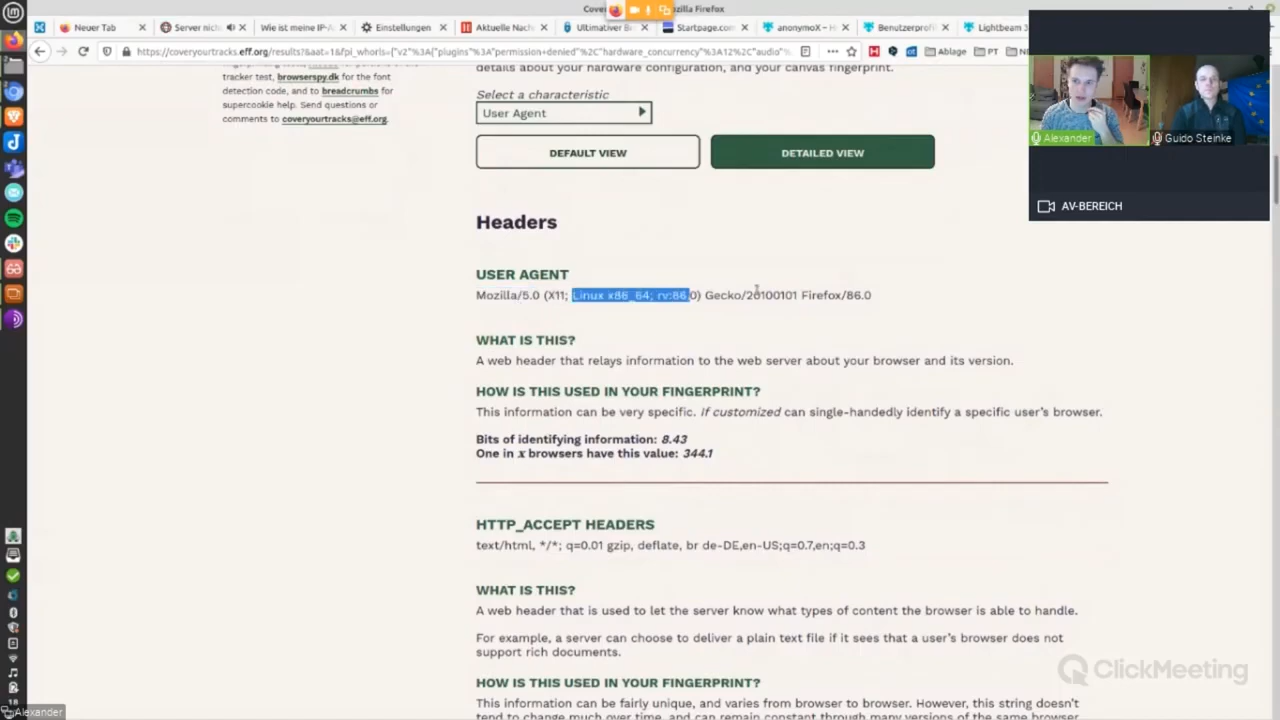 Cover
zilla Firefox
Neuer Tab
Server nich
Wie ist meine IP-A
Einstellungen
Aktuelle Nach
Ultimativer B
Startpage.com
anonymoX – H
Benutzerprofil
Lightbeam 3
https://coveryourtracks.eff.org/results?&aat=1&fpi_whorls={"v2"%3A{"plugins"%3A"permission+denied"%2C"hardware_concurrency"%3A12%2C"audio"
Ablage
PT
tracker test, browserspy.dk for the font
detection code, and to breadcrumbs for
supercookie help. Send questions or
comments to coveryourtracks@eff.org.
details about your hardware configuration, and your canvas fingerprint.
Select a characteristic
User Agent
DEFAULT VIEW
DETAILED VIEW
Headers
USER AGENT
Mozilla/5.0 (X11; Linux x86_64; rv:86.0) Gecko/20100101 Firefox/86.0
WHAT IS THIS?
A web header that relays information to the web server about your browser and its version.
HOW IS THIS USED IN YOUR FINGERPRINT?
This information can be very specific. If customized can single-handedly identify a specific user's browser.
Bits of identifying information: 8.43
One in x browsers have this value: 344.1
HTTP_ACCEPT HEADERS
text/html, */*; q=0.01 gzip, deflate, br de-DE,en-US;q=0.7,en;q=0.3
WHAT IS THIS?
A web header that is used to let the server know what types of content the browser is able to handle.
For example, a server can choose to deliver a plain text file if it sees that a user's browser does not
support rich documents.
HOW IS THIS USED IN YOUR FINGERPRINT?
This information can be fairly unique, and varies from browser to browser. However, this string doesn't
tend to change much over time, and can remain constant through many versions of the same browser
Alexander
Guido Steinke
AV-BEREICH
ClickMeeting
Alexander